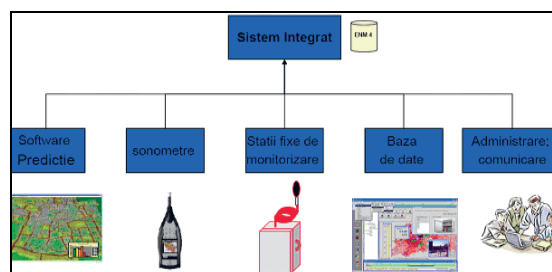 Sistem Integrat
ENM 4
Software
Predictie
sonometre
Statii fixe de
monitorizare
Baza
de date
Administrare;
comunicare